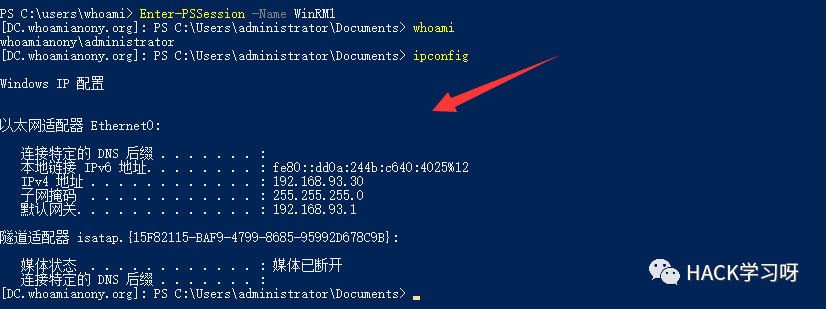 PS C:\users\whoami> Enter-PSSession -Name WinRM1
[DC.whoamianony.org]: PS C:\Users\administrator\Documents> whoami
whoamianony\administrator
[DC.whoamianony.org]: PS C:\Users\administrator\Documents> ipconfig
Windows IP 配置
以太网适配器 Ethernet0:
连接特定的 DNS 后缀 . . . . . . . :
本地链接 IPv6 地址. . . . . . . . : fe80::dd0a:244b:c640:4025%12
IPv4 地址 . . . . . . . . . . . . : 192.168.93.30
子网掩码 . . . . . . . . . . . . : 255.255.255.0
默认网关. . . . . . . . . . . . . : 192.168.93.1
隧道适配器 isatap.{15F82115-BAF9-4799-8685-95992D678C9B}:
媒体状态 . . . . . . . . . . . . : 媒体已断开
连接特定的 DNS 后缀 . . . . . . . :
[DC.whoamianony.org]: PS C:\Users\administrator\Documents>
HACK学习呀